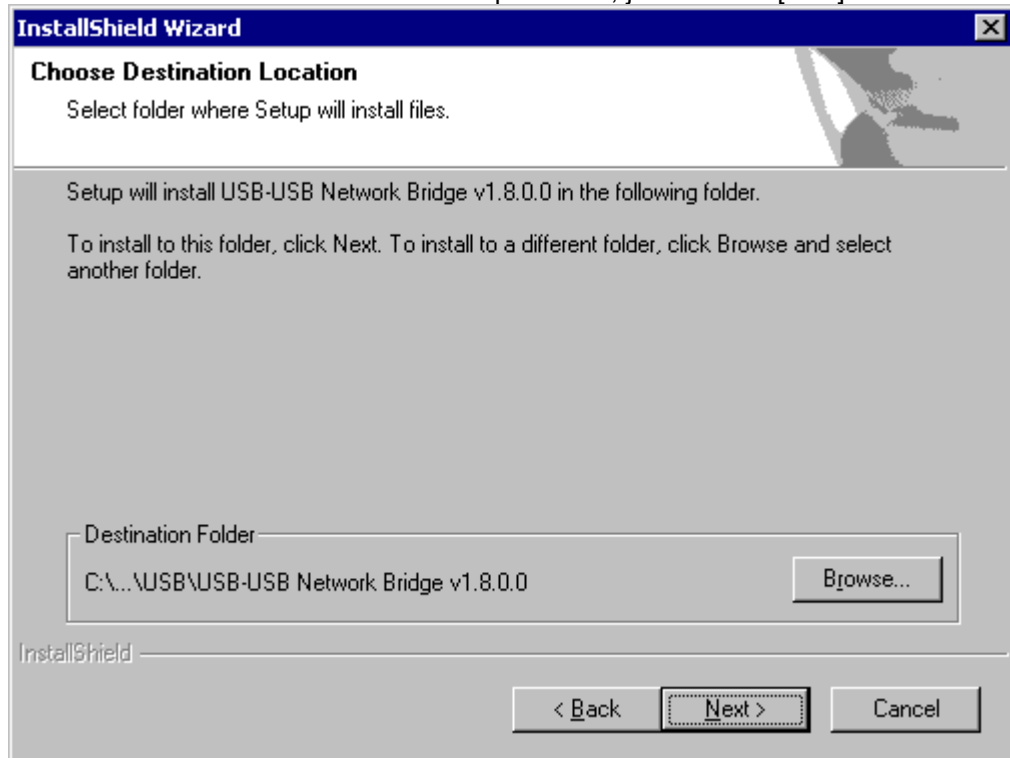 InstallShield Wizard
Choose Destination Location
Select folder where Setup will install files.
Setup will install USB-USB Network Bridge v1.8.0.0 in the following folder.
To install to this folder, click Next. To install to a different folder, click Browse and select
another folder.
Destination Folder
C:\...\USB\USB-USB Network Bridge v1.8.0.0
Browse...
InstallShield
< Back
Next >
Cancel